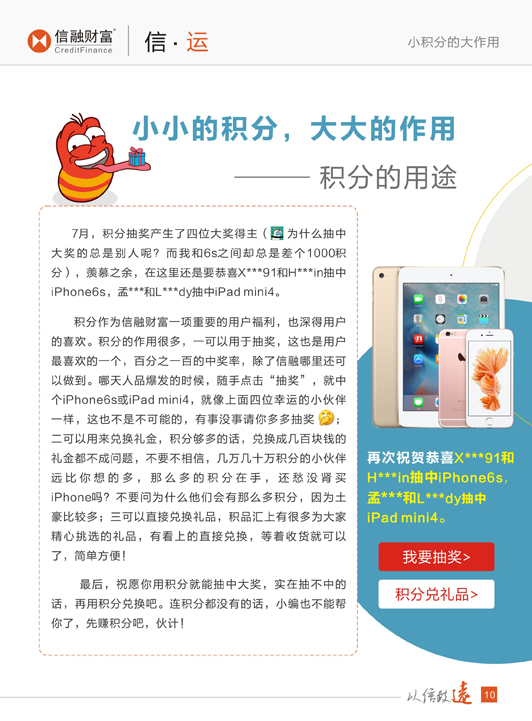 信融财富
CreditFinance
信·运
小积分的大作用
小小的积分，大大的作用
——积分的用途
7月，积分抽奖产生了四位大奖得主（为什么抽中
大奖的总是别人呢？而我和6s之间却总是差个1000积
分），羡慕之余，在这里还是要恭喜X***91和H***in抽中
iPhone6s，孟***和L***dy抽中iPad mini4。
积分作为信融财富一项重要的用户福利，也深得用户
的喜欢。积分的作用很多，一可以用于抽奖，这也是用户
最喜欢的一个，百分之一百的中奖率，除了信融哪里还可
以做到。哪天人品爆发的时候，随手点击“抽奖”，就中
个iPhone6s或iPad mini4，就像上面四位幸运的小伙伴
一样，这也不是不可能的，有事没事请你多多抽奖；
二可以用来兑换礼金，积分够多的话，兑换成几百块钱的
礼金都不成问题，不要不相信，几万几十万积分的小伙伴
远比你想的多，那么多的积分在手，还愁没肾买
iPhone吗？不要问为什么他们会有那么多积分，因为土
豪比较多；三可以直接兑换礼品，积品汇上有很多为大家
精心挑选的礼品，有看上的直接兑换，等着收货就可以
了，简单方便！
最后，祝愿你用积分就能抽中大奖，实在抽不中的
话，再用积分兑换吧。连积分都没有的话，小编也不能帮
你了，先赚积分吧，伙计！
再次祝贺恭喜X***91和
H***in抽中iPhone6s，
孟***和L***dy抽中
iPad mini4。
我要抽奖>
积分兑礼品>
以信致远
10